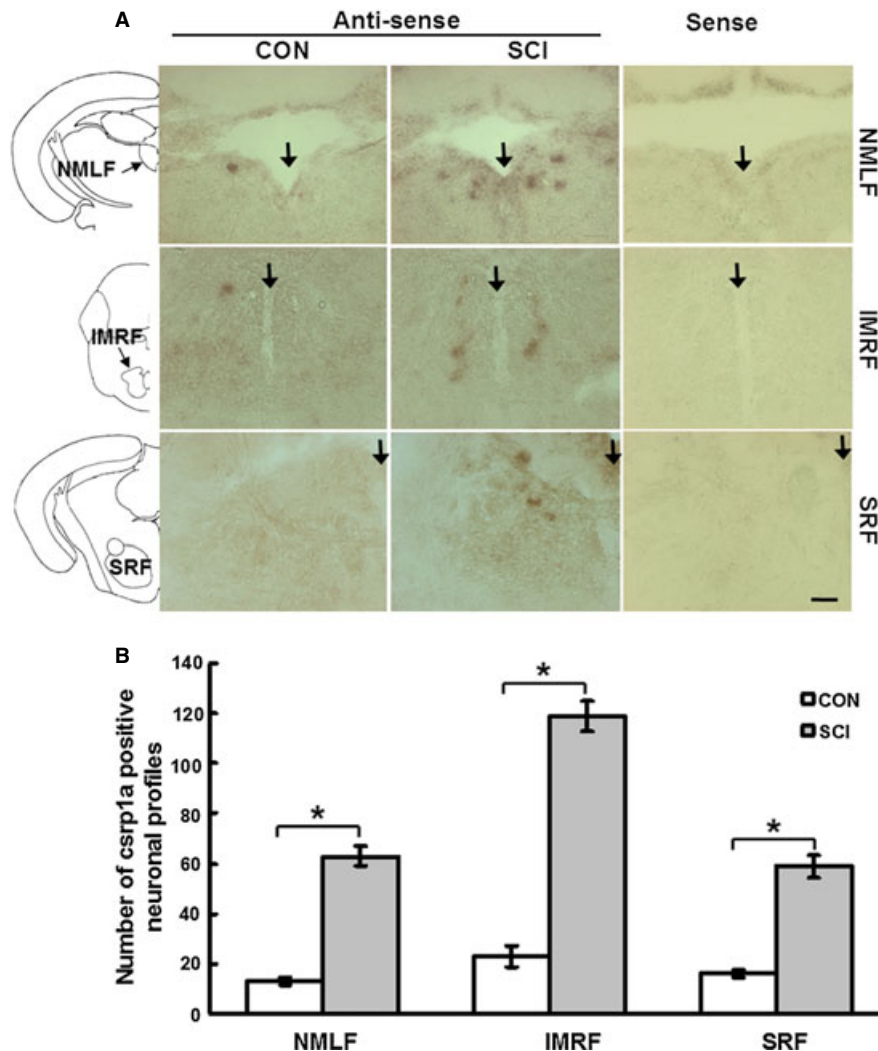 A
Anti-sense
Sense
CON
SCI
NMLF
NMLF
IMRF
IMRF
SRF
SRF
B
Number of csrp1a positive
neuronal profiles
140
120
100
80
60
40
20
0
*
*
*
CON
SCI
NMLF
IMRF
SRF